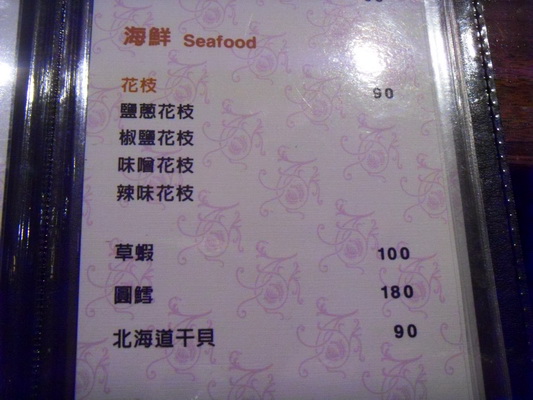 海鮮 Seafood
花枝 90
鹽蔥花枝
椒鹽花枝
味噌花枝
辣味花枝
草蝦 100
圓鱈 180
北海道干貝 90